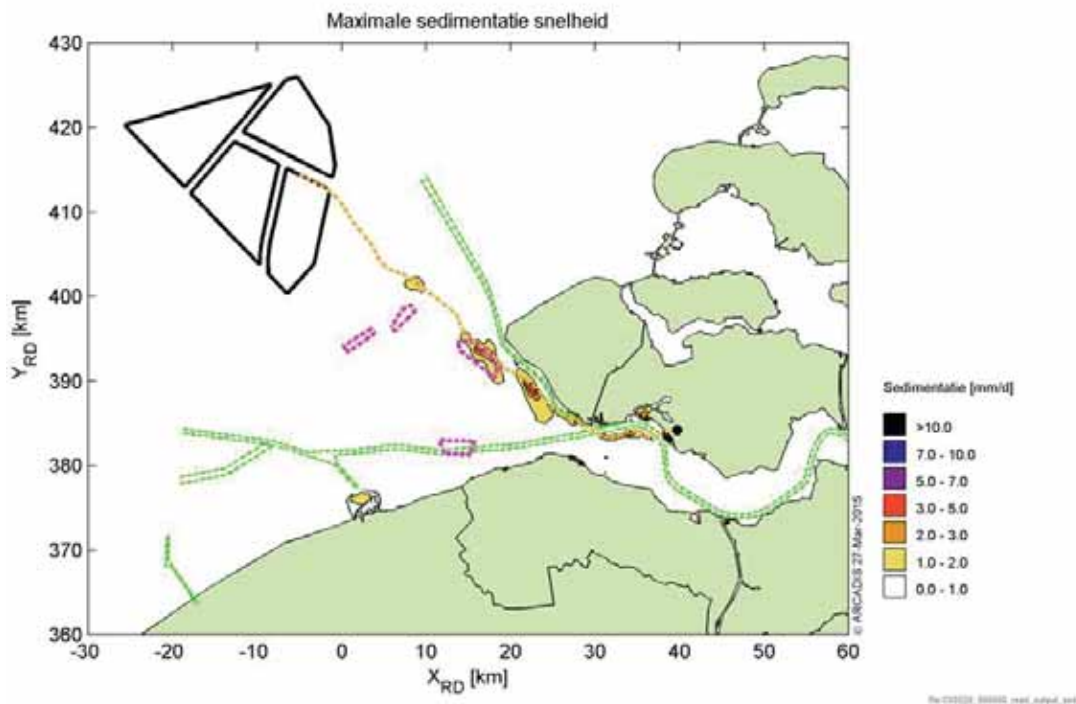 Maximale sedimentatie snelheid
430
420
410
400
390
380
370
360
Y_RD [km]
-30 -20 -10 0 10 20 30 40 50 60
X_RD [km]
© ARCADIS 27-Mar-2015
Sedimentatie [mm/d]
>10.0
7.0 - 10.0
5.0 - 7.0
3.0 - 5.0
2.0 - 3.0
1.0 - 2.0
0.0 - 1.0